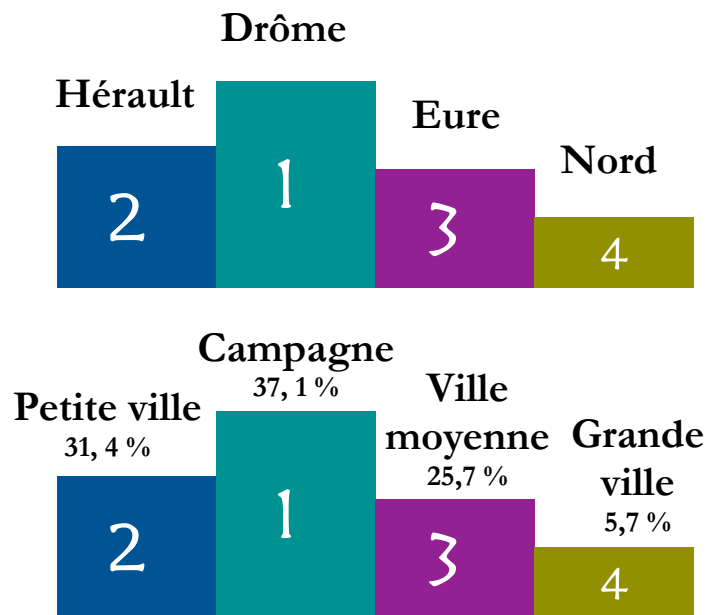 Drôme
Hérault
Eure
Nord
2
1
3
4
Campagne
37, 1 %
Petite ville
31, 4 %
Ville
moyenne
25,7 %
Grande
ville
5,7 %
2
1
3
4